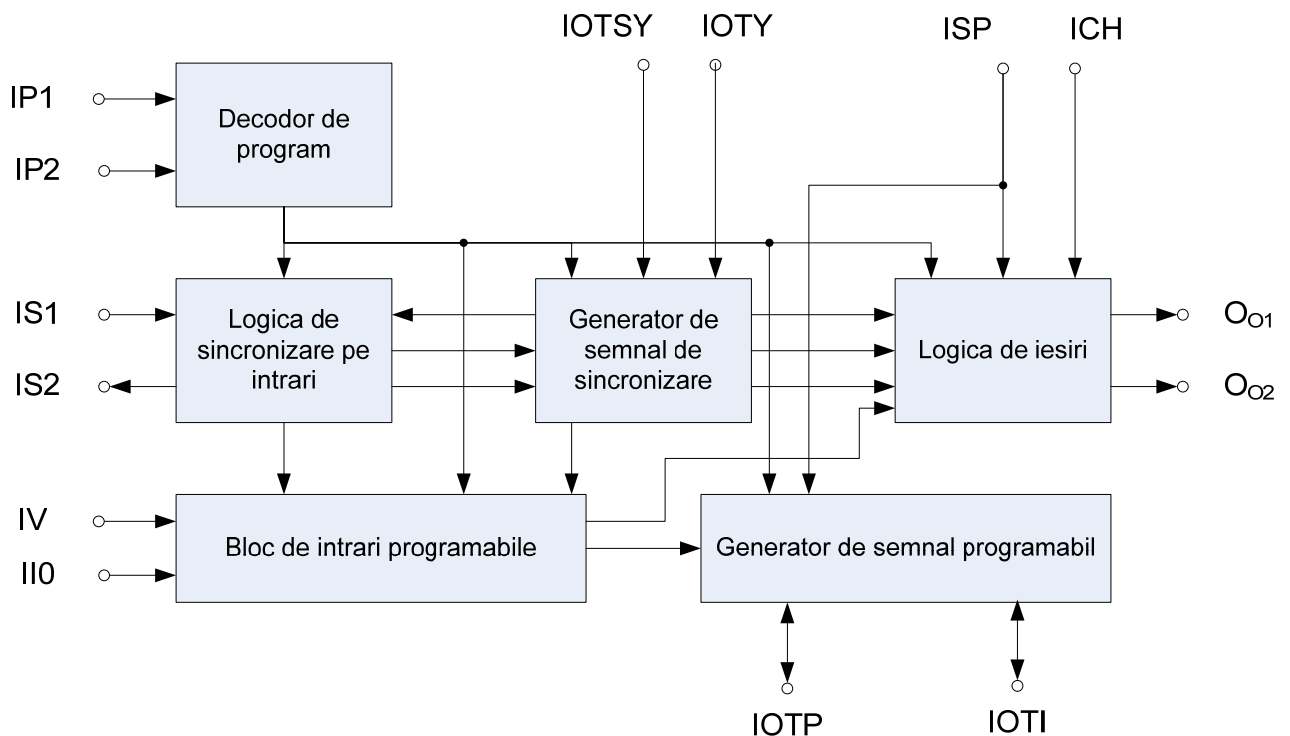 IOTSY IOTY ISP ICH
IP1
Decodor de
program
IP2
IS1
Logica de
sincronizare pe
intrari
IS2
Generator de
semnal de
sincronizare
Logica de iesiri
OO1
OO2
IV
Bloc de intrari programabile
II0
Generator de semnal programabil
IOTP
IOTI